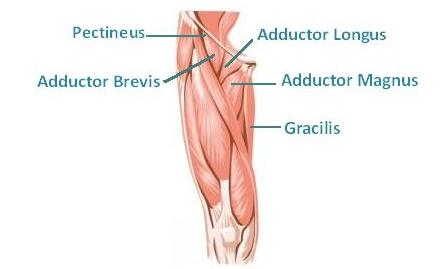 Pectineus
Adductor Longus
Adductor Brevis
Adductor Magnus
Gracilis